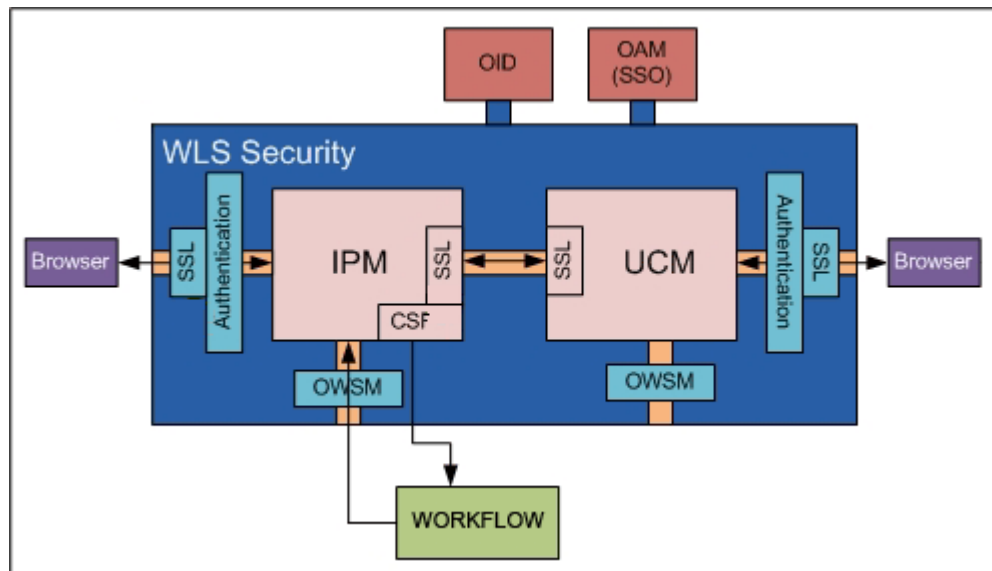 OID
OAM
(SSO)
WLS Security
Browser
SSL
Authentication
IPM
SSL
CSF
SSL
UCM
Authentication
SSL
Browser
OWSM
OWSM
WORKFLOW